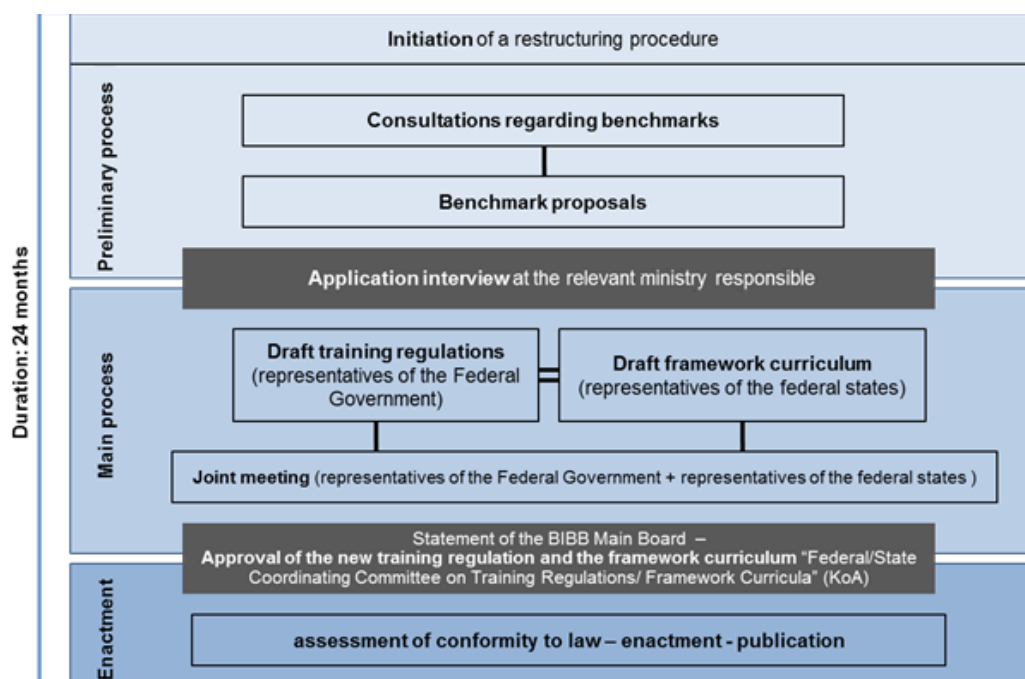 Initiation of a restructuring procedure
Preliminary process
Consultations regarding benchmarks
Benchmark proposals
Application interview at the relevant ministry responsible
Duration: 24 months
Main process
Draft training regulations
(representatives of the Federal
Government)
Draft framework curriculum
(representatives of the federal states)
Joint meeting (representatives of the Federal Government + representatives of the federal states )
Statement of the BIBB Main Board –
Approval of the new training regulation and the framework curriculum “Federal/State
Coordinating Committee on Training Regulations/ Framework Curricula” (KoA)
Enactment
assessment of conformity to law – enactment - publication